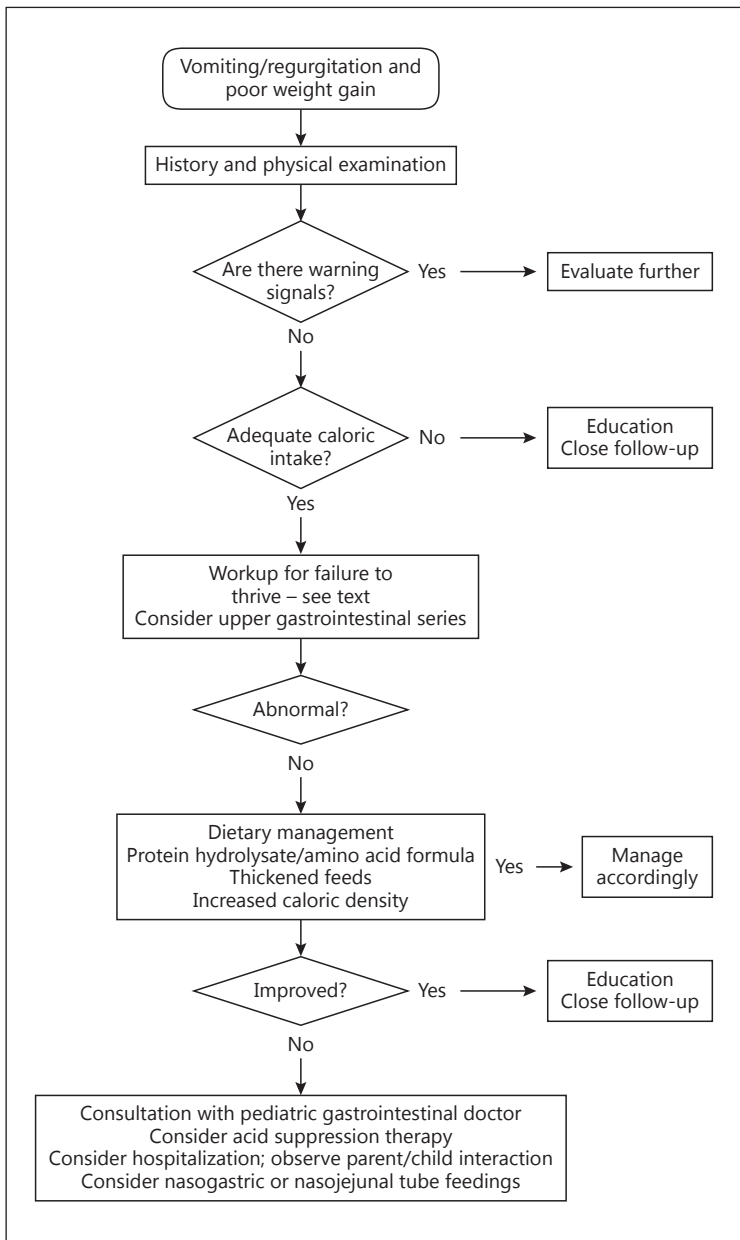 Vomiting/regurgitation and
poor weight gain
History and physical examination
Are there warning
signals?
Yes
Evaluate further
No
Adequate caloric
intake?
No
Education
Close follow-up
Yes
Workup for failure to
thrive – see text
Consider upper gastrointestinal series
Abnormal?
No
Dietary management
Protein hydrolysate/amino acid formula
Thickened feeds
Increased caloric density
Yes
Manage
accordingly
Improved?
Yes
Education
Close follow-up
No
Consultation with pediatric gastrointestinal doctor
Consider acid suppression therapy
Consider hospitalization; observe parent/child interaction
Consider nasogastric or nasojejunal tube feedings